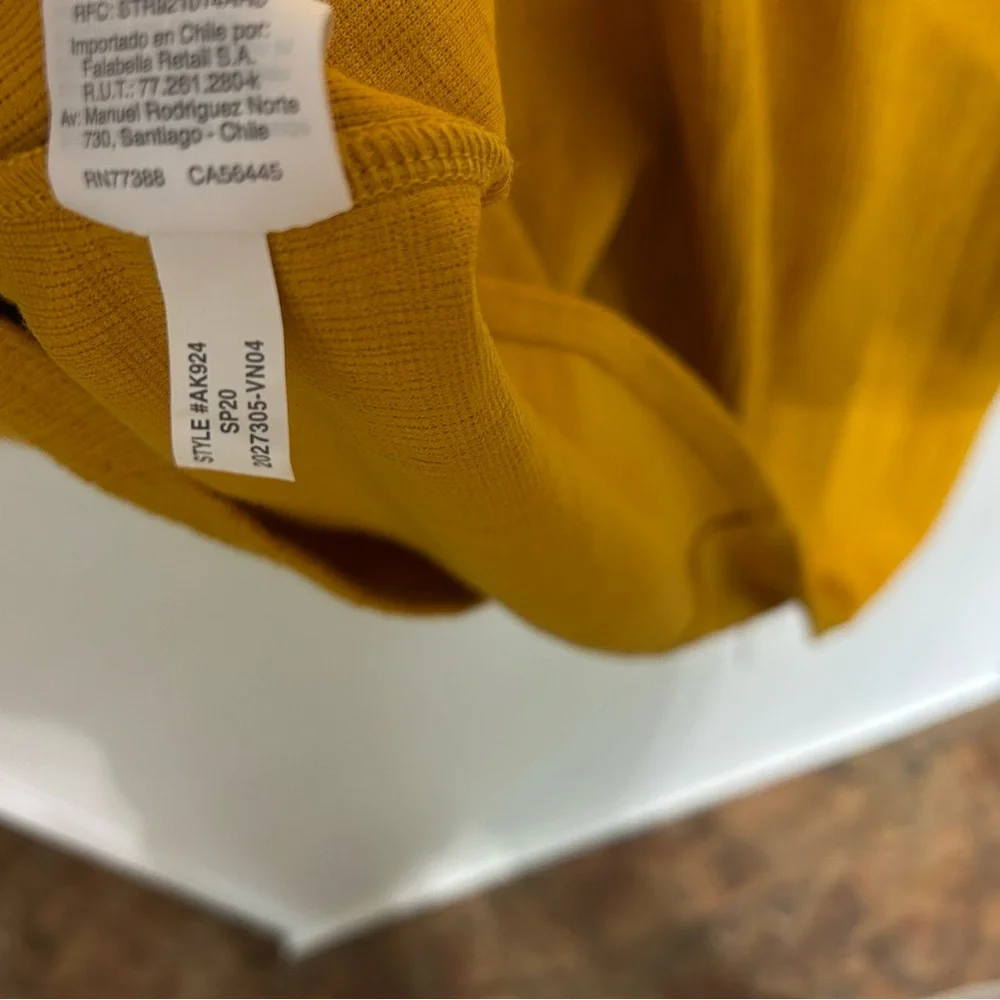 Importado en Chile por:
Falabella Retail S.A.
R.U.T.: 77.261.280-k
Av: Manuel Rodriguez Norte
730, Santiago - Chile
RN77388 CA56445
STYLE #AK924
SP20
2027305-VN04